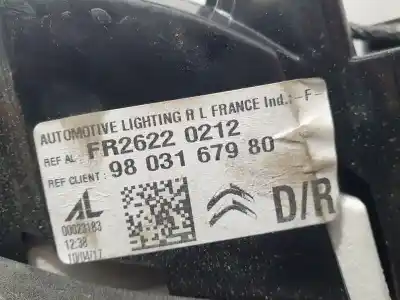 AUTOMOTIVE LIGHTING R L FRANCE Ind.:-F-
REF AL : FR2622 0212
REF CLIENT : 98 031 679 80
AL
D/R
00023183
12:38
10/04/17